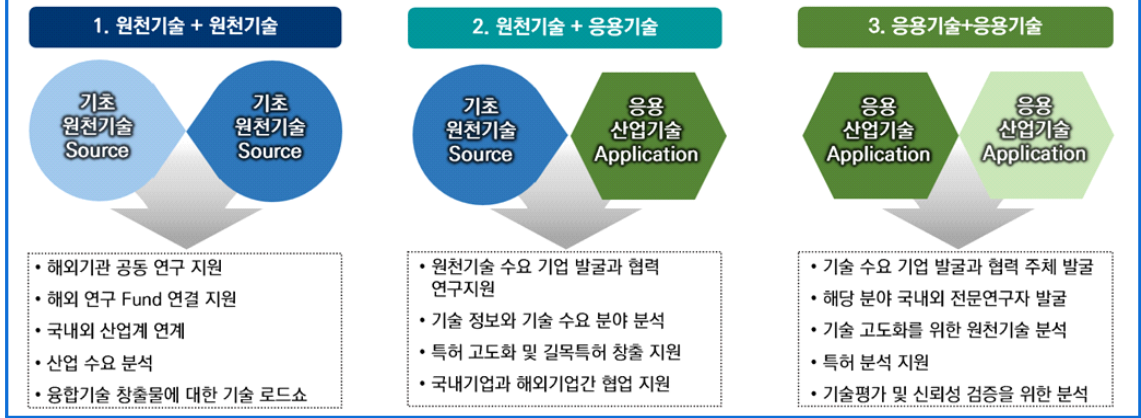 1. 원천기술 + 원천기술
기초
원천기술
Source
기초
원천기술
Source
• 해외기관 공동 연구 지원
• 해외 연구 Fund 연결 지원
• 국내외 산업계 연계
• 산업 수요 분석
• 융합기술 창출물에 대한 기술 로드쇼
2. 원천기술 + 응용기술
기초
원천기술
Source
응용
산업기술
Application
• 원천기술 수요 기업 발굴과 협력
연구지원
• 기술 정보와 기술 수요 분야 분석
• 특허 고도화 및 길목특허 창출 지원
• 국내기업과 해외기업간 협업 지원
3. 응용기술+응용기술
응용
산업기술
Application
응용
산업기술
Application
• 기술 수요 기업 발굴과 협력 주체 발굴
• 해당 분야 국내외 전문연구자 발굴
• 기술 고도화를 위한 원천기술 분석
• 특허 분석 지원
• 기술평가 및 신뢰성 검증을 위한 분석